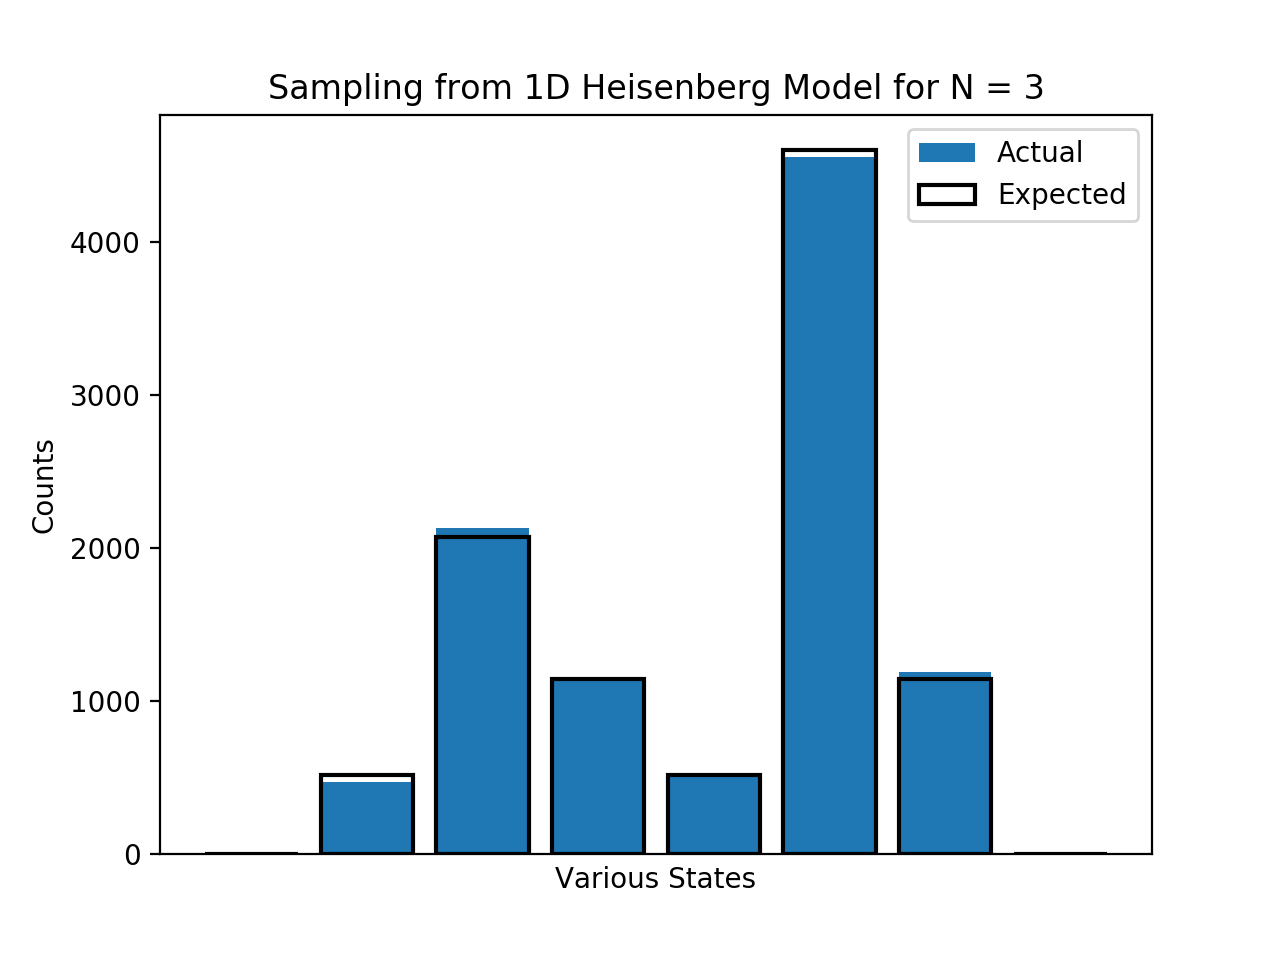 Sampling from 1D Heisenberg Model for N = 3
Actual
Expected
4000
3000
2000
1000
0
Counts
Various States